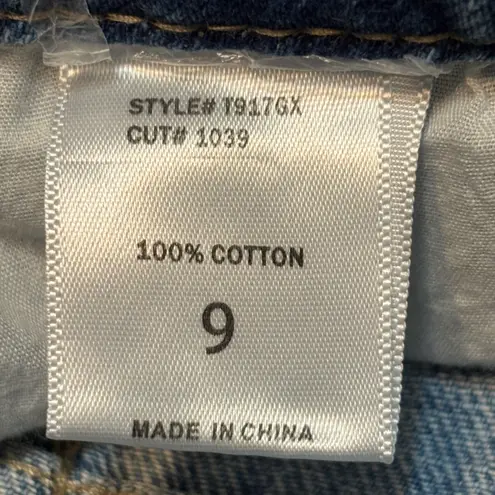 STYLE# T917GX
CUT# 1039
100% COTTON
9
MADE IN CHINA